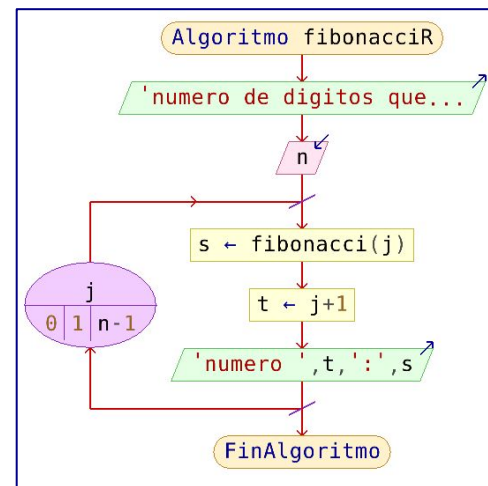 Algoritmo fibonacciR
'numero de digitos que...
n
s ← fibonacci(j)
j
0 1 n-1
t ← j+1
'numero ',t,':',s
FinAlgoritmo